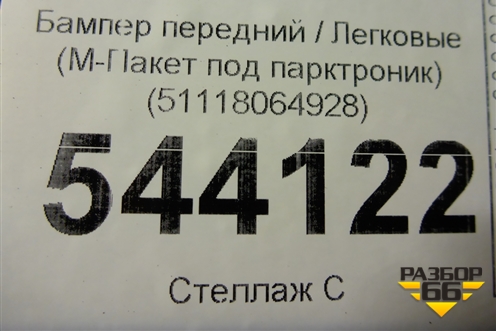 Бампер передний / Легковые
(М-Пакет под парктроник)
(51118064928)
544122
Стеллаж С
РАЗБОР
66